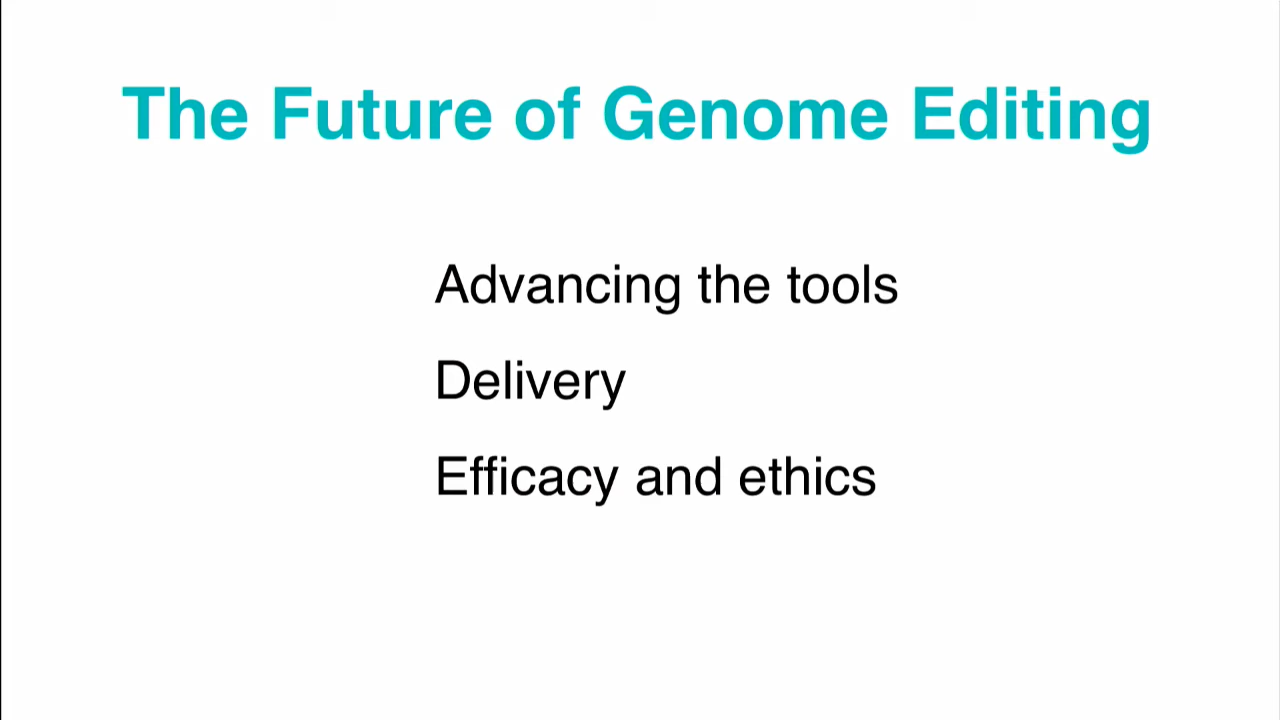 The Future of Genome Editing
Advancing the tools
Delivery
Efficacy and ethics